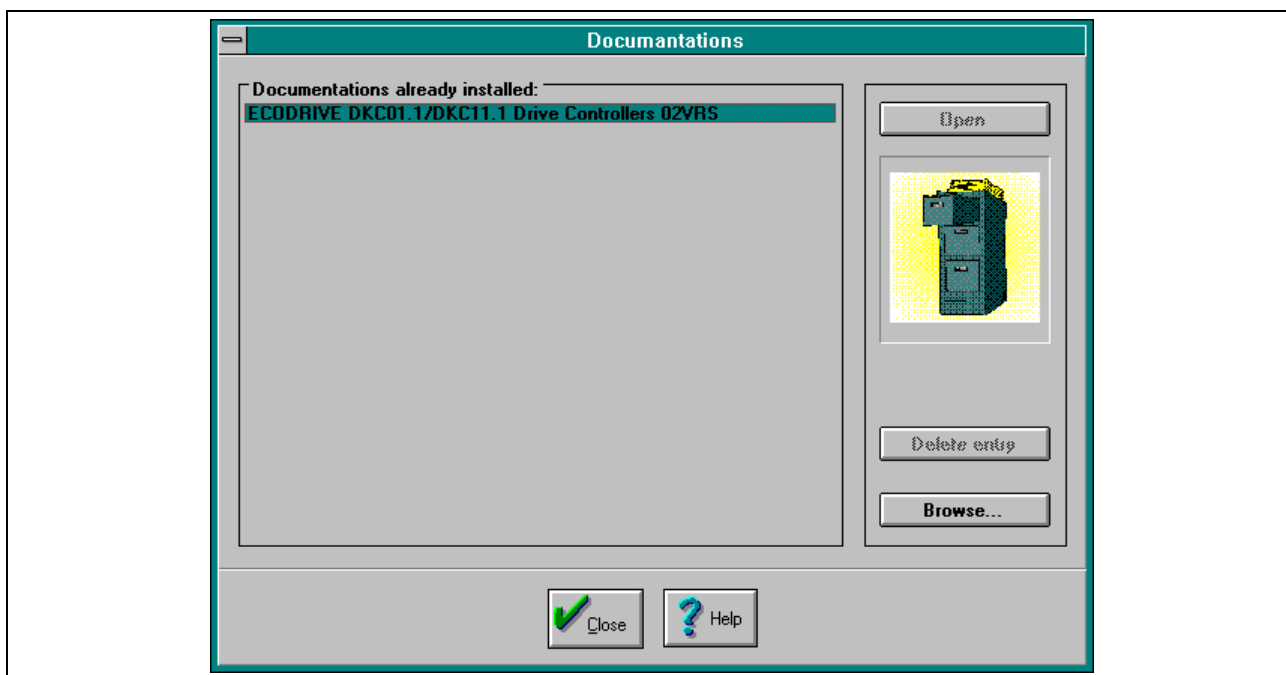 Documantations
Documentations already installed:
ECODRIVE DKC01.1/DKC11.1 Drive Controllers 02VRS
Open
Delete entry
Browse...
Close
Help